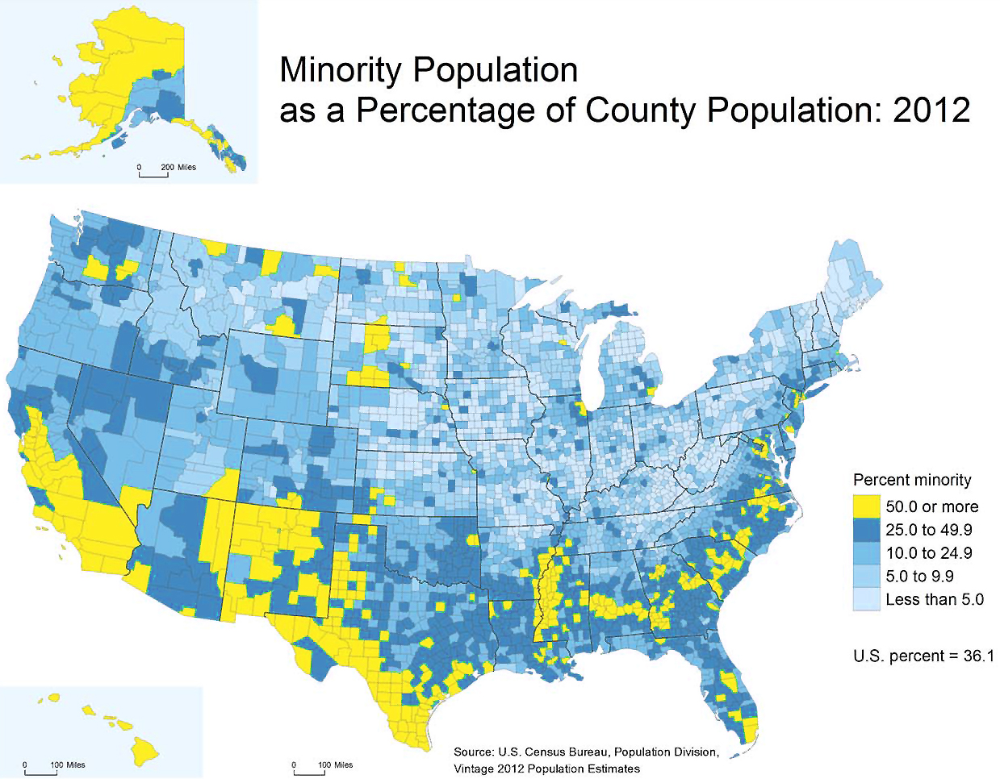 Minority Population
as a Percentage of County Population: 2012
0 200 Miles
Percent minority
50.0 or more
25.0 to 49.9
10.0 to 24.9
5.0 to 9.9
Less than 5.0
U.S. percent = 36.1
0 100 Miles
0 100 Miles
Source: U.S. Census Bureau, Population Division,
Vintage 2012 Population Estimates